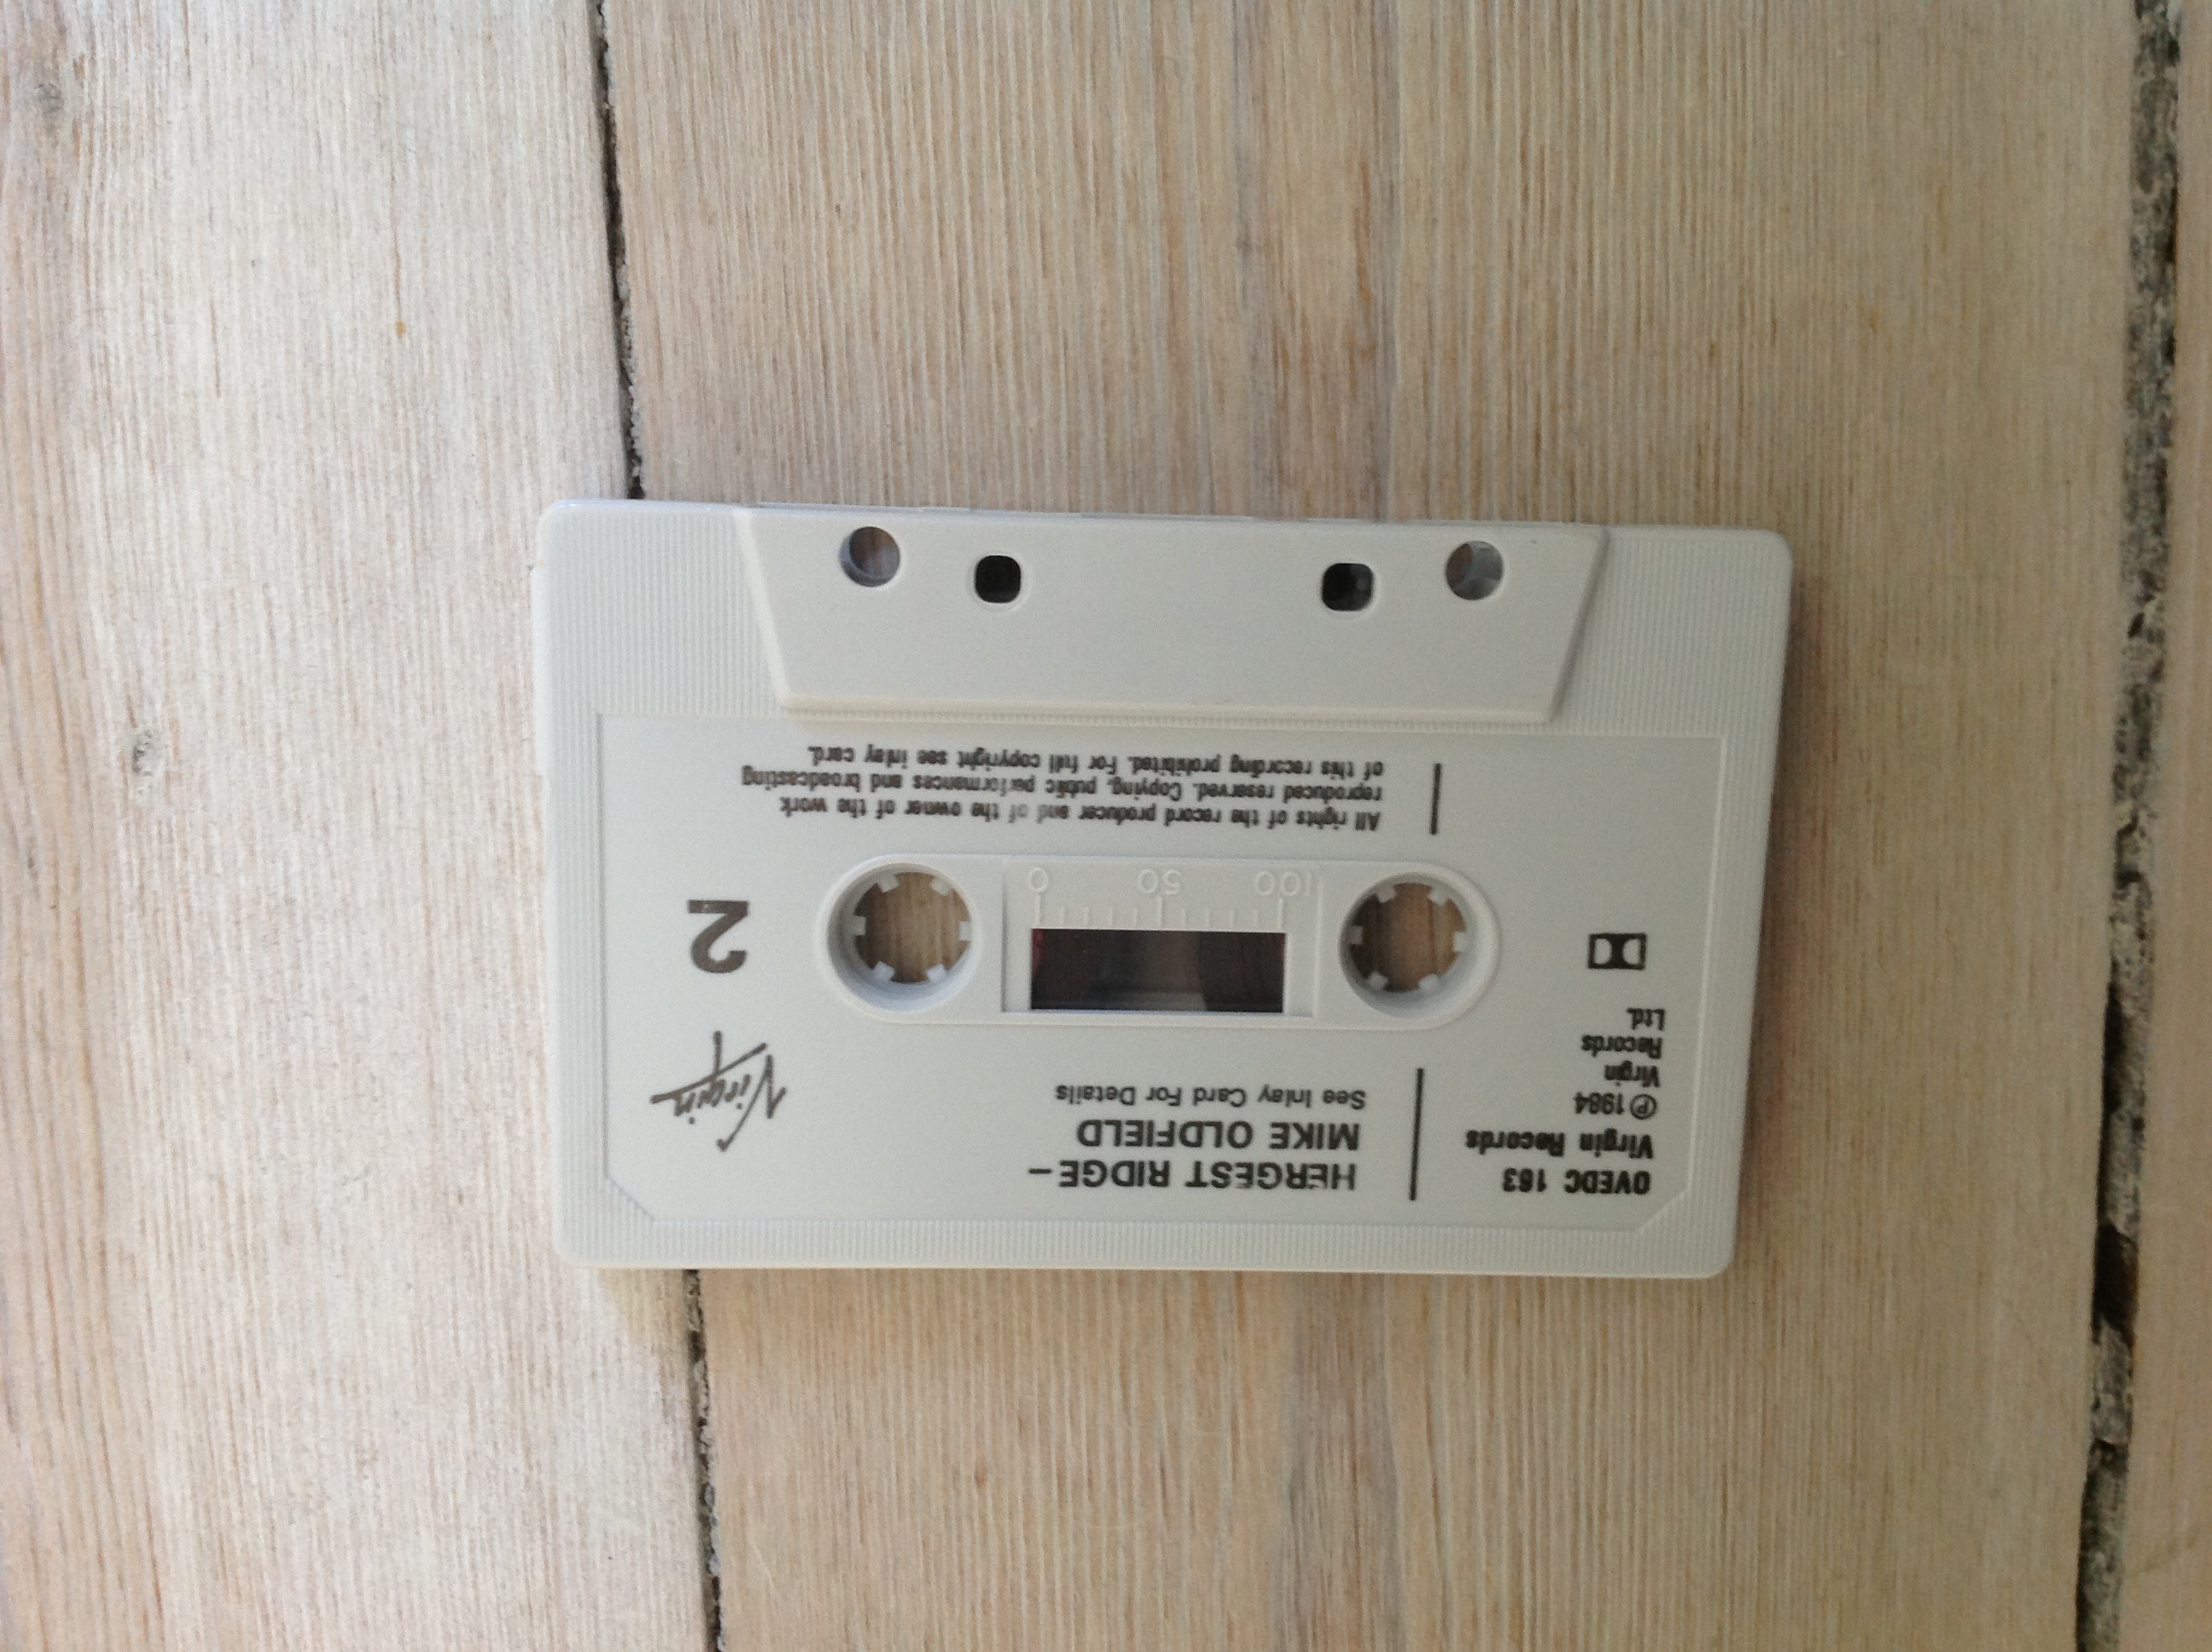 OVEDC 163
Virgin Records
℗ 1984
Virgin
Records
Ltd.
HERGEST RIDGE –
MIKE OLDFIELD
See Inlay Card For Details
Virgin
2
0 50 100
All rights of the record producer and of the owner of the work
reproduced reserved. Copying, public performances and broadcasting
of this recording prohibited. For full copyright see inlay card.